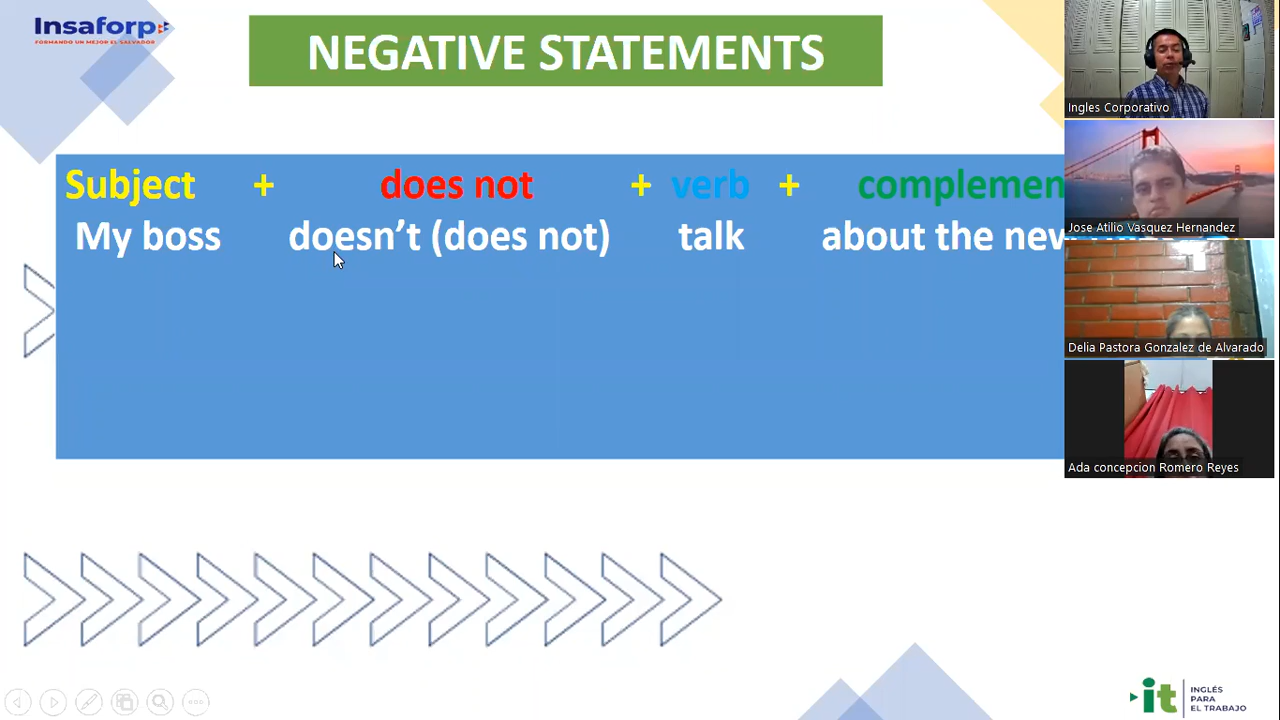 Insaforp
FORMANDO UN MEJOR EL SALVADOR
NEGATIVE STATEMENTS
Subject + does not + verb + complemen
My boss doesn’t (does not) talk about the new
Ingles Corporativo
Jose Atilio Vasquez Hernandez
Delia Pastora Gonzalez de Alvarado
Ada concepcion Romero Reyes
it
INGLÉS
PARA
EL TRABAJO